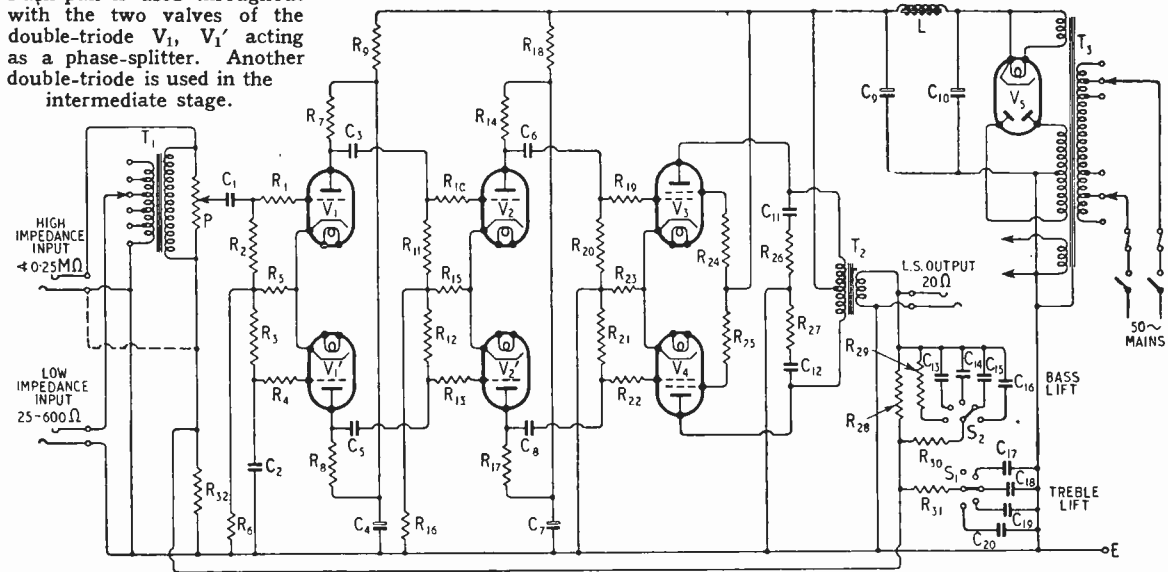 with the two valves of the
double-triode V1, V1′ acting
as a phase-splitter. Another
double-triode is used in the
intermediate stage.
R9
R18
L
T3
R7
C3
R14
C6
C9
C10
V5
T1
C1
R1
V1
R10
V2
R19
V3
C11
P
HIGH
IMPEDANCE
INPUT
∢0·25MΩ
R2
R5
R11
R15
R20
R23
R24
R26
T2
L.S. OUTPUT
20Ω
50~
MAINS
R3
R12
R21
R25
R27
R29
C13
C14
C15
C16
BASS
LIFT
LOW
IMPEDANCE
INPUT
25-600Ω
R4
V1′
R13
V2′
R22
V4
C12
R28
S2
C2
C5
C8
R30
C17
R8
R17
S1
C18
TREBLE
LIFT
R32
R31
C19
R6
C4
R16
C7
C20
E